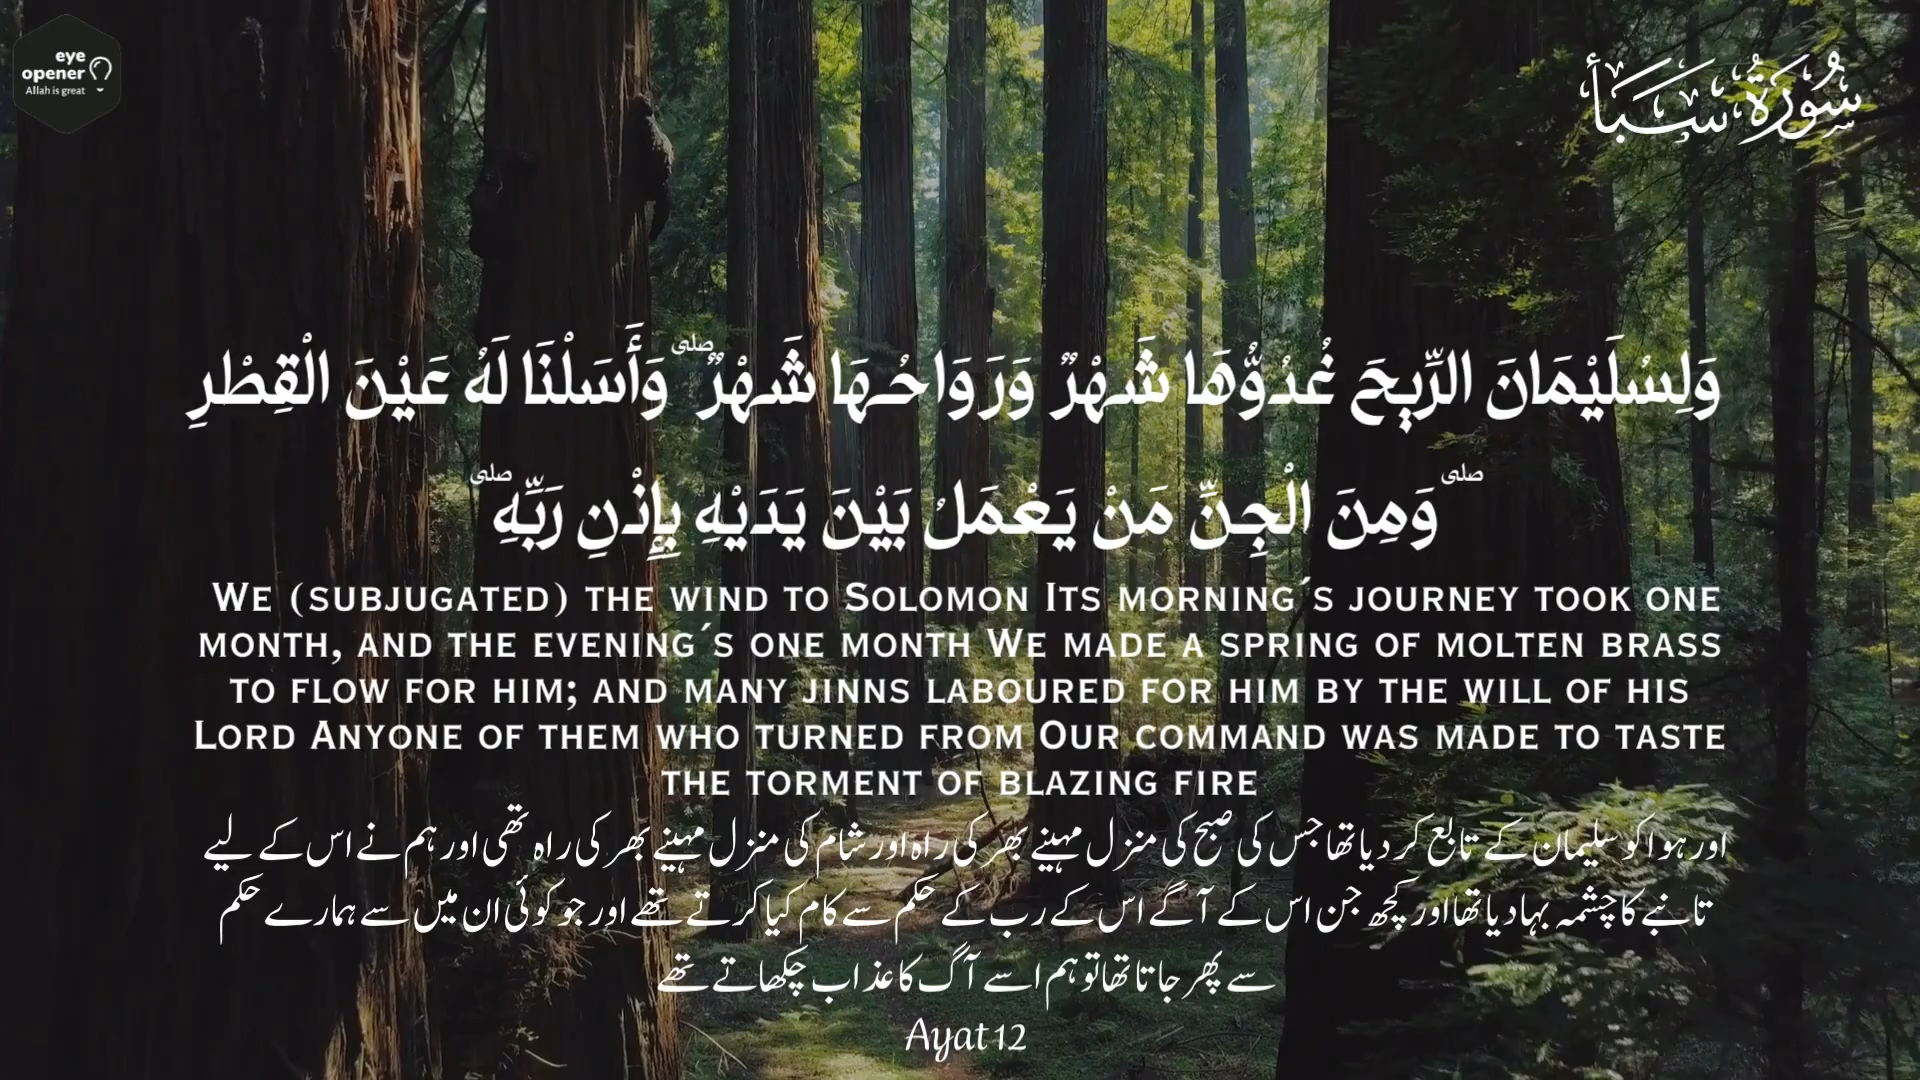 eye
opener
Allah is great
سُورَةُ سَبَأ
وَلِسُلَيْمَانَ الرِّيحَ غُدُوُّهَا شَهْرٌ وَرَوَاحُهَا شَهْرٌ ۖ وَأَسَلْنَا لَهُ عَيْنَ الْقِطْرِ
ۖ وَمِنَ الْجِنِّ مَنْ يَعْمَلُ بَيْنَ يَدَيْهِ بِإِذْنِ رَبِّهِ ۖ
We (subjugated) the wind to Solomon Its morning´s journey took one
month, and the evening´s one month We made a spring of molten brass
to flow for him; and many jinns laboured for him by the will of his
Lord Anyone of them who turned from Our command was made to taste
the torment of blazing fire
اور ہوا کو سلیمان کے تابع کر دیا تھا جس کی صبح کی منزل مہینے بھر کی راہ اور شام کی منزل مہینے بھر کی راہ تھی اور ہم نے اس کے لیے
تانبے کا چشمہ بہا دیا تھا اور کچھ جن اس کے آگے اس کے رب کے حکم سے کام کیا کرتے تھے اور جو کوئی ان میں سے ہمارے حکم
سے پھر جاتا تھا تو ہم اسے آگ کا عذاب چکھاتے تھے
Ayat 12